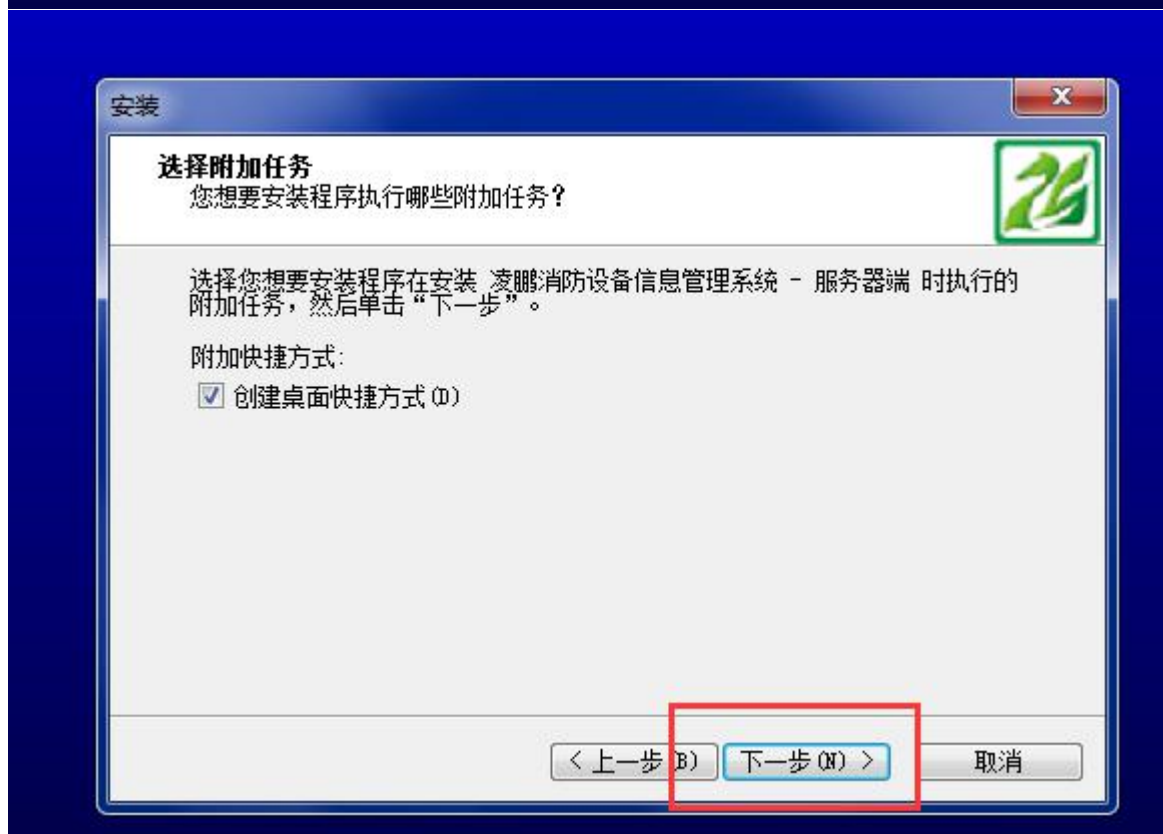 安装
选择附加任务
您想要安装程序执行哪些附加任务？
选择您想要安装程序在安装 凌鹏消防设备信息管理系统 - 服务器端 时执行的
附加任务，然后单击“下一步”。
附加快捷方式:
创建桌面快捷方式(D)
< 上一步(B) 下一步(N) > 取消